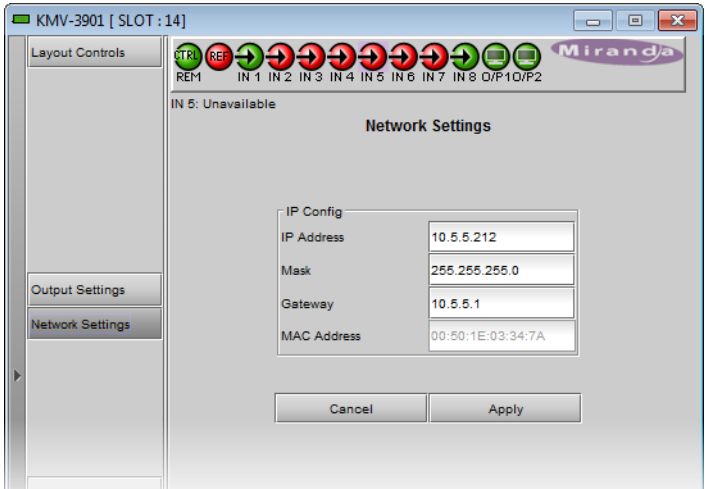 KMV-3901 [ SLOT : 14]
Layout Controls
CTRL REF
Miranda
REM IN 1 IN 2 IN 3 IN 4 IN 5 IN 6 IN 7 IN 8 O/P1 O/P2
IN 5: Unavailable
Network Settings
IP Config
IP Address 10.5.5.212
Mask 255.255.255.0
Output Settings
Gateway 10.5.5.1
Network Settings
MAC Address 00:50:1E:03:34:7A
Cancel Apply